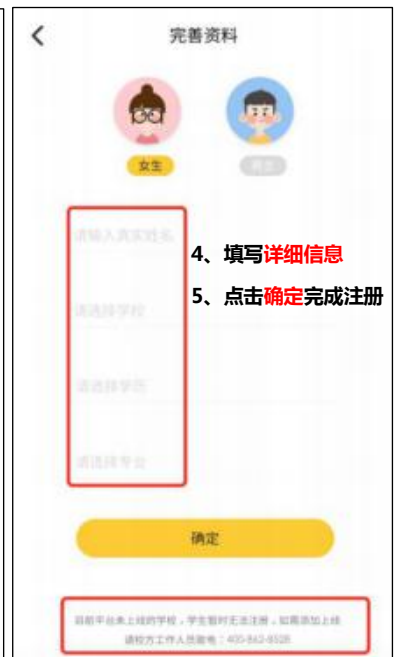 完善资料
女生
男生
请输入真实姓名
4、填写详细信息
请选择学校
5、点击确定完成注册
请选择学历
请选择专业
确定
目前平台未上线的学校，学生暂时无法注册，如需添加上线
请校方工作人员致电：400-862-8528